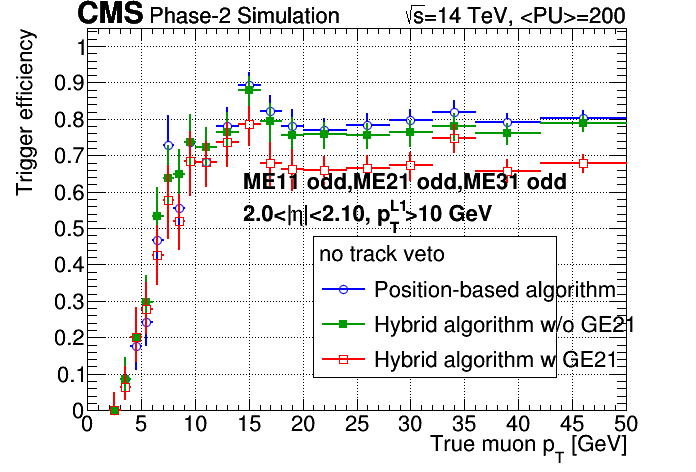 CMS Phase-2 Simulation √s=14 TeV, <PU>=200
Trigger efficiency
1
0.9
0.8
0.7
0.6
0.5
0.4
0.3
0.2
0.1
0
ME11 odd,ME21 odd,ME31 odd
2.0<|η|<2.10, p_T^L1>10 GeV
no track veto
Position-based algorithm
Hybrid algorithm w/o GE21
Hybrid algorithm w GE21
0 5 10 15 20 25 30 35 40 45 50
True muon p_T [GeV]